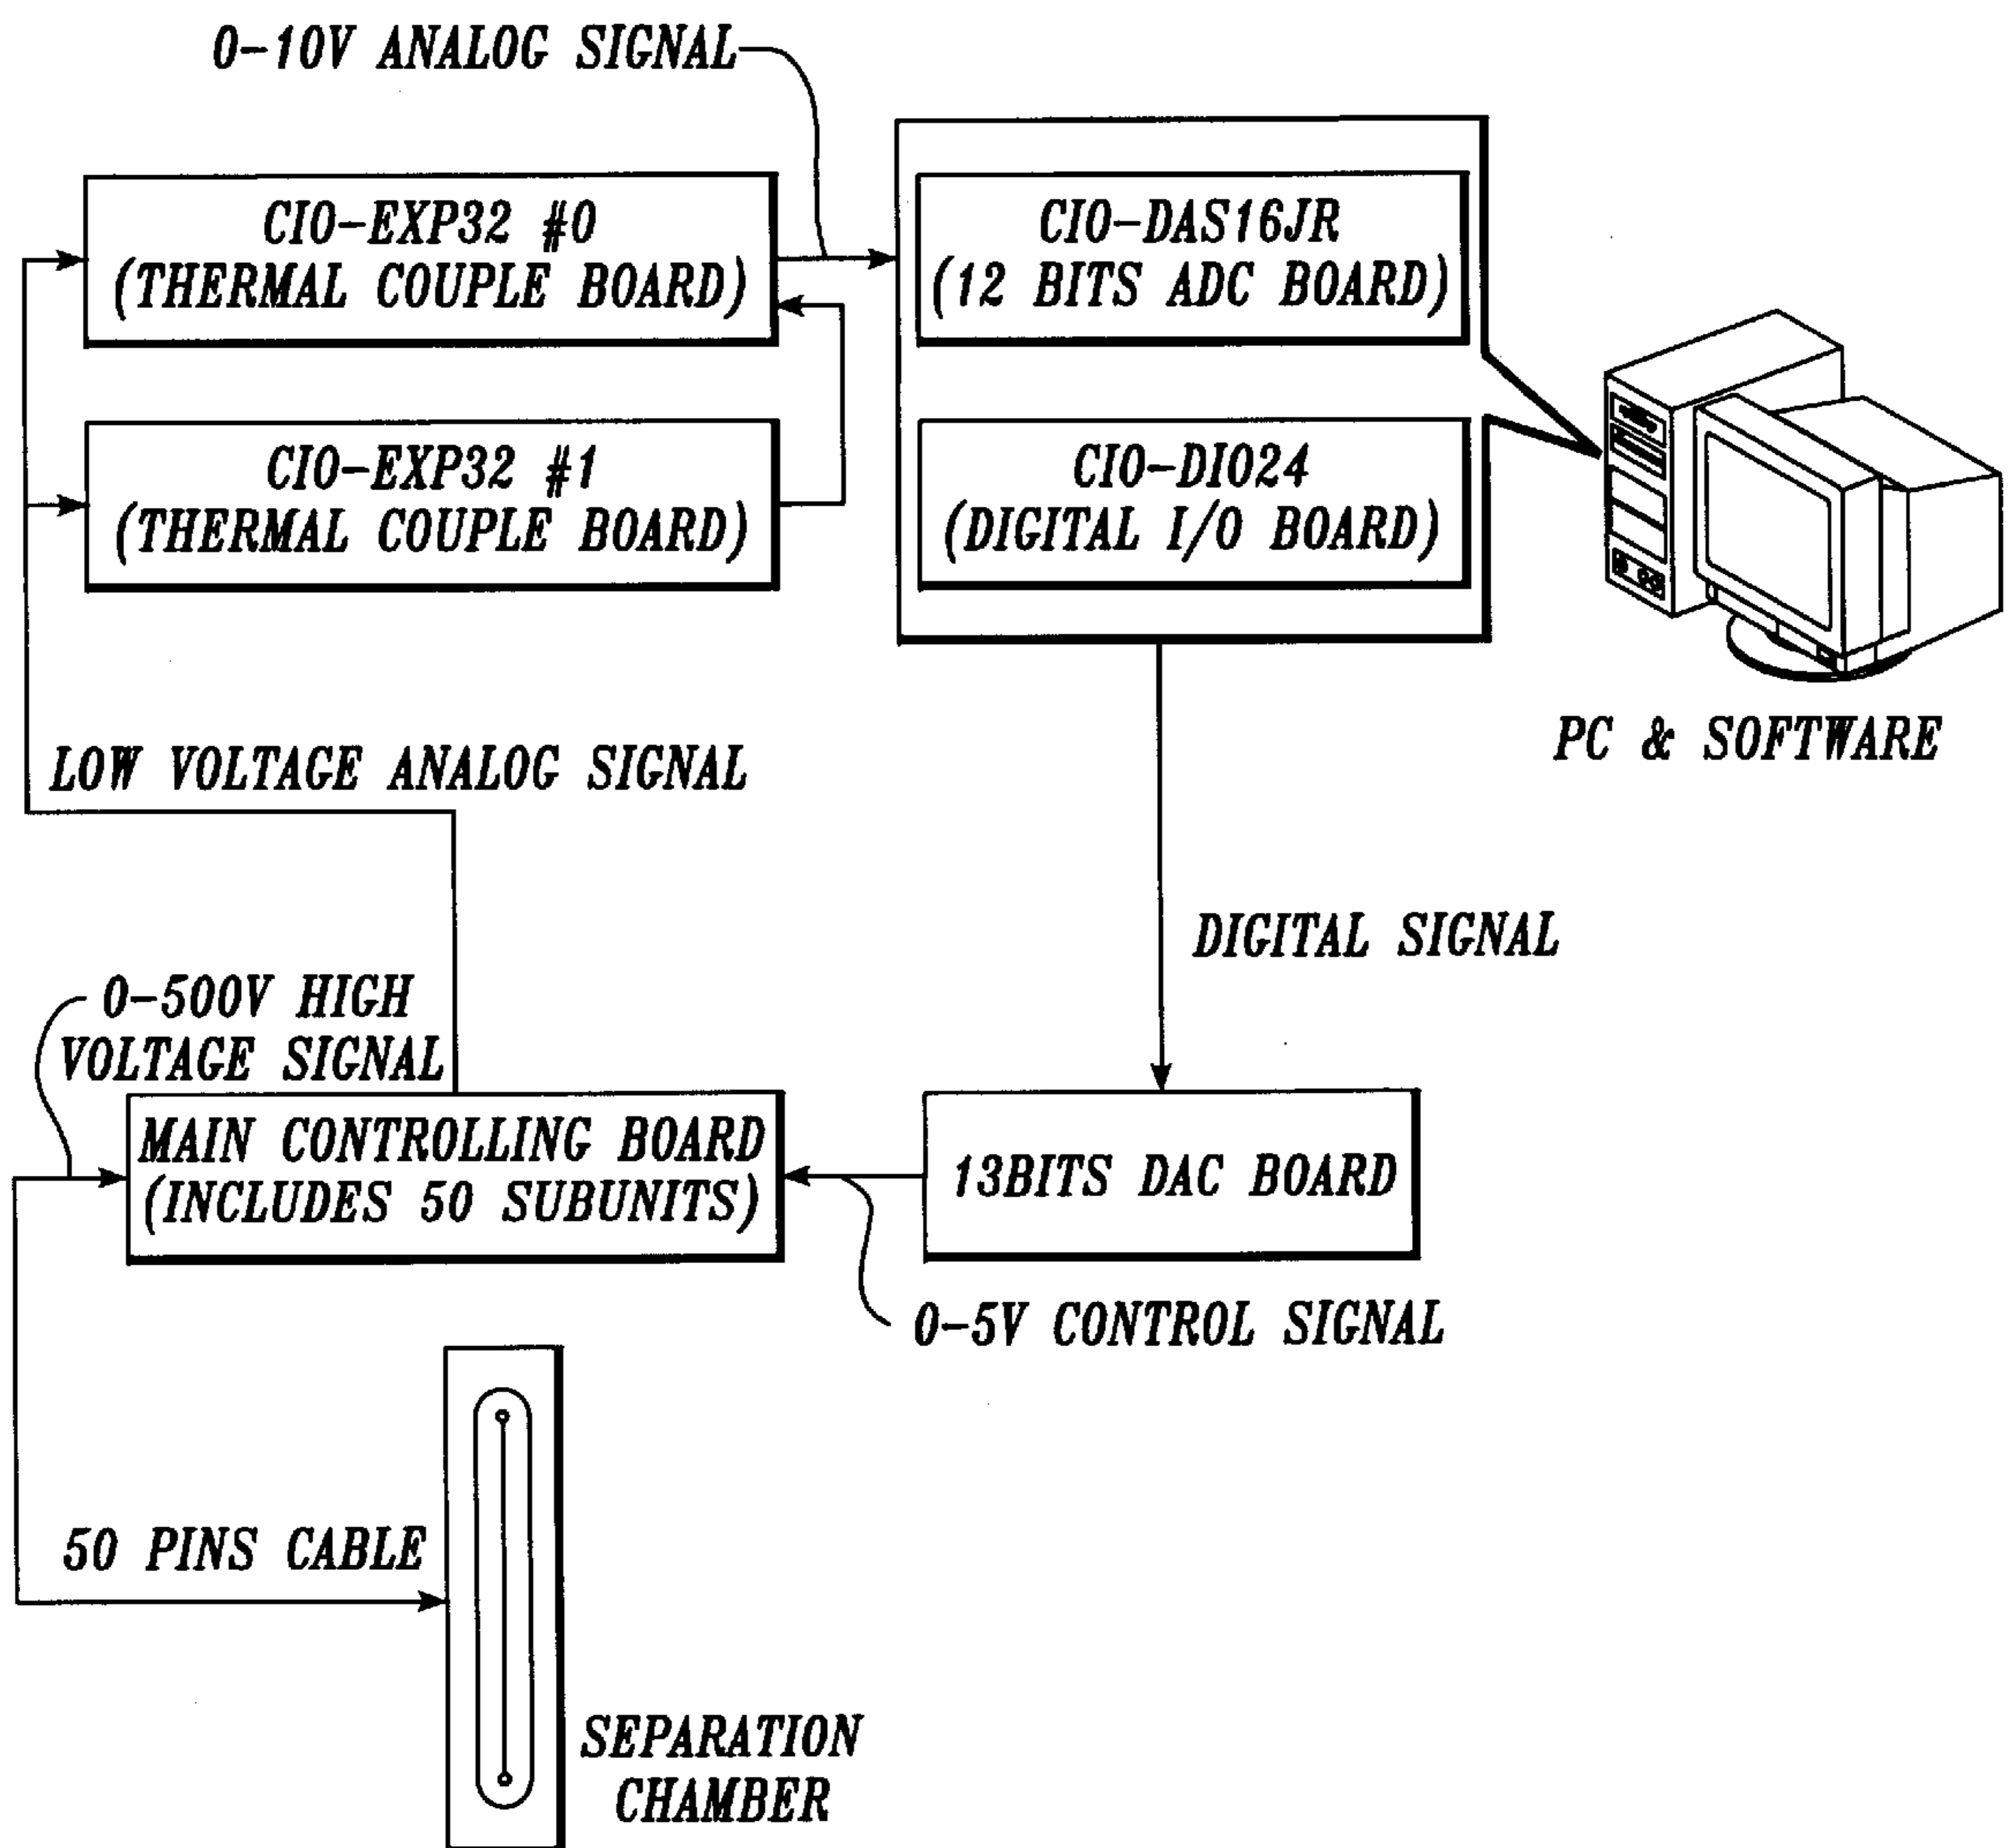 0-10V ANALOG SIGNAL
CIO-EXP32 #0
(THERMAL COUPLE BOARD)
CIO-DAS16JR
(12 BITS ADC BOARD)
CIO-EXP32 #1
(THERMAL COUPLE BOARD)
CIO-DIO24
(DIGITAL I/O BOARD)
PC & SOFTWARE
LOW VOLTAGE ANALOG SIGNAL
DIGITAL SIGNAL
0-500V HIGH
VOLTAGE SIGNAL
MAIN CONTROLLING BOARD
(INCLUDES 50 SUBUNITS)
13BITS DAC BOARD
0-5V CONTROL SIGNAL
50 PINS CABLE
SEPARATION
CHAMBER